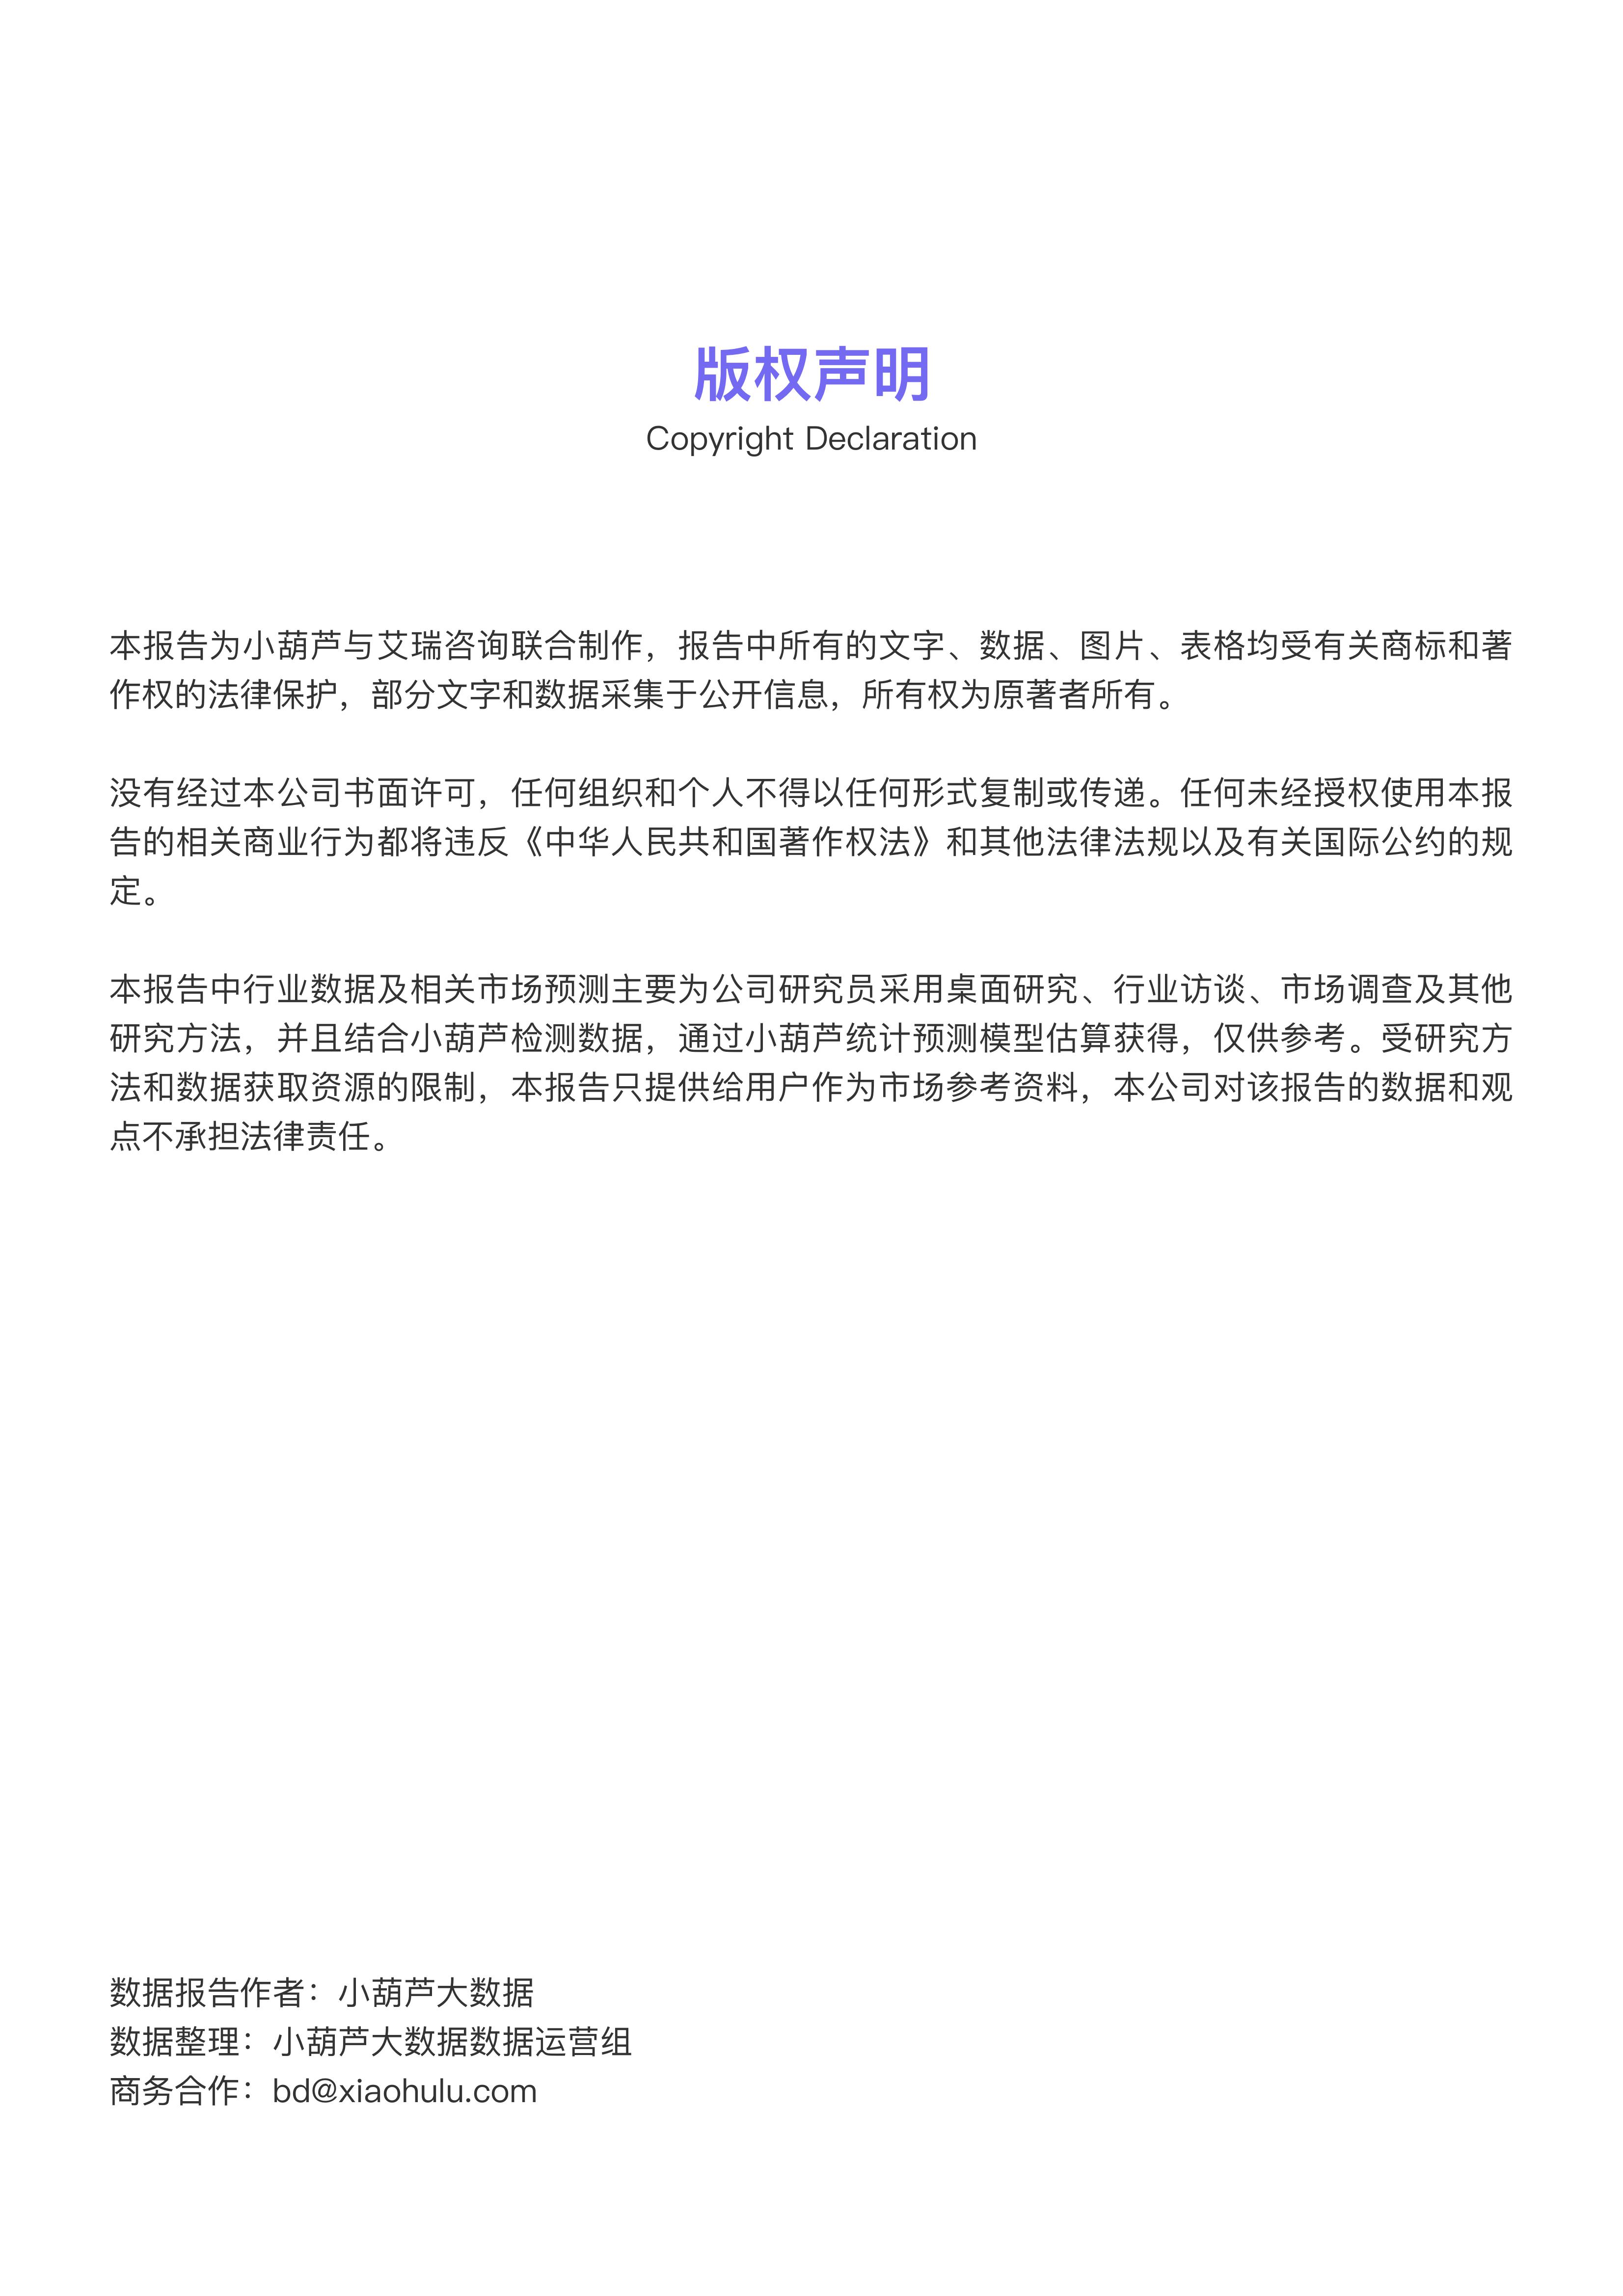 版权声明
Copyright Declaration
本报告为小葫芦与艾瑞咨询联合制作，报告中所有的文字、数据、图片、表格均受有关商标和著
作权的法律保护，部分文字和数据采集于公开信息，所有权为原著者所有。
没有经过本公司书面许可，任何组织和个人不得以任何形式复制或传递。任何未经授权使用本报
告的相关商业行为都将违反《中华人民共和国著作权法》和其他法律法规以及有关国际公约的规
定。
本报告中行业数据及相关市场预测主要为公司研究员采用桌面研究、行业访谈、市场调查及其他
研究方法，并且结合小葫芦检测数据，通过小葫芦统计预测模型估算获得，仅供参考。受研究方
法和数据获取资源的限制，本报告只提供给用户作为市场参考资料，本公司对该报告的数据和观
点不承担法律责任。
数据报告作者：小葫芦大数据
数据整理：小葫芦大数据数据运营组
商务合作：bd@xiaohulu.com